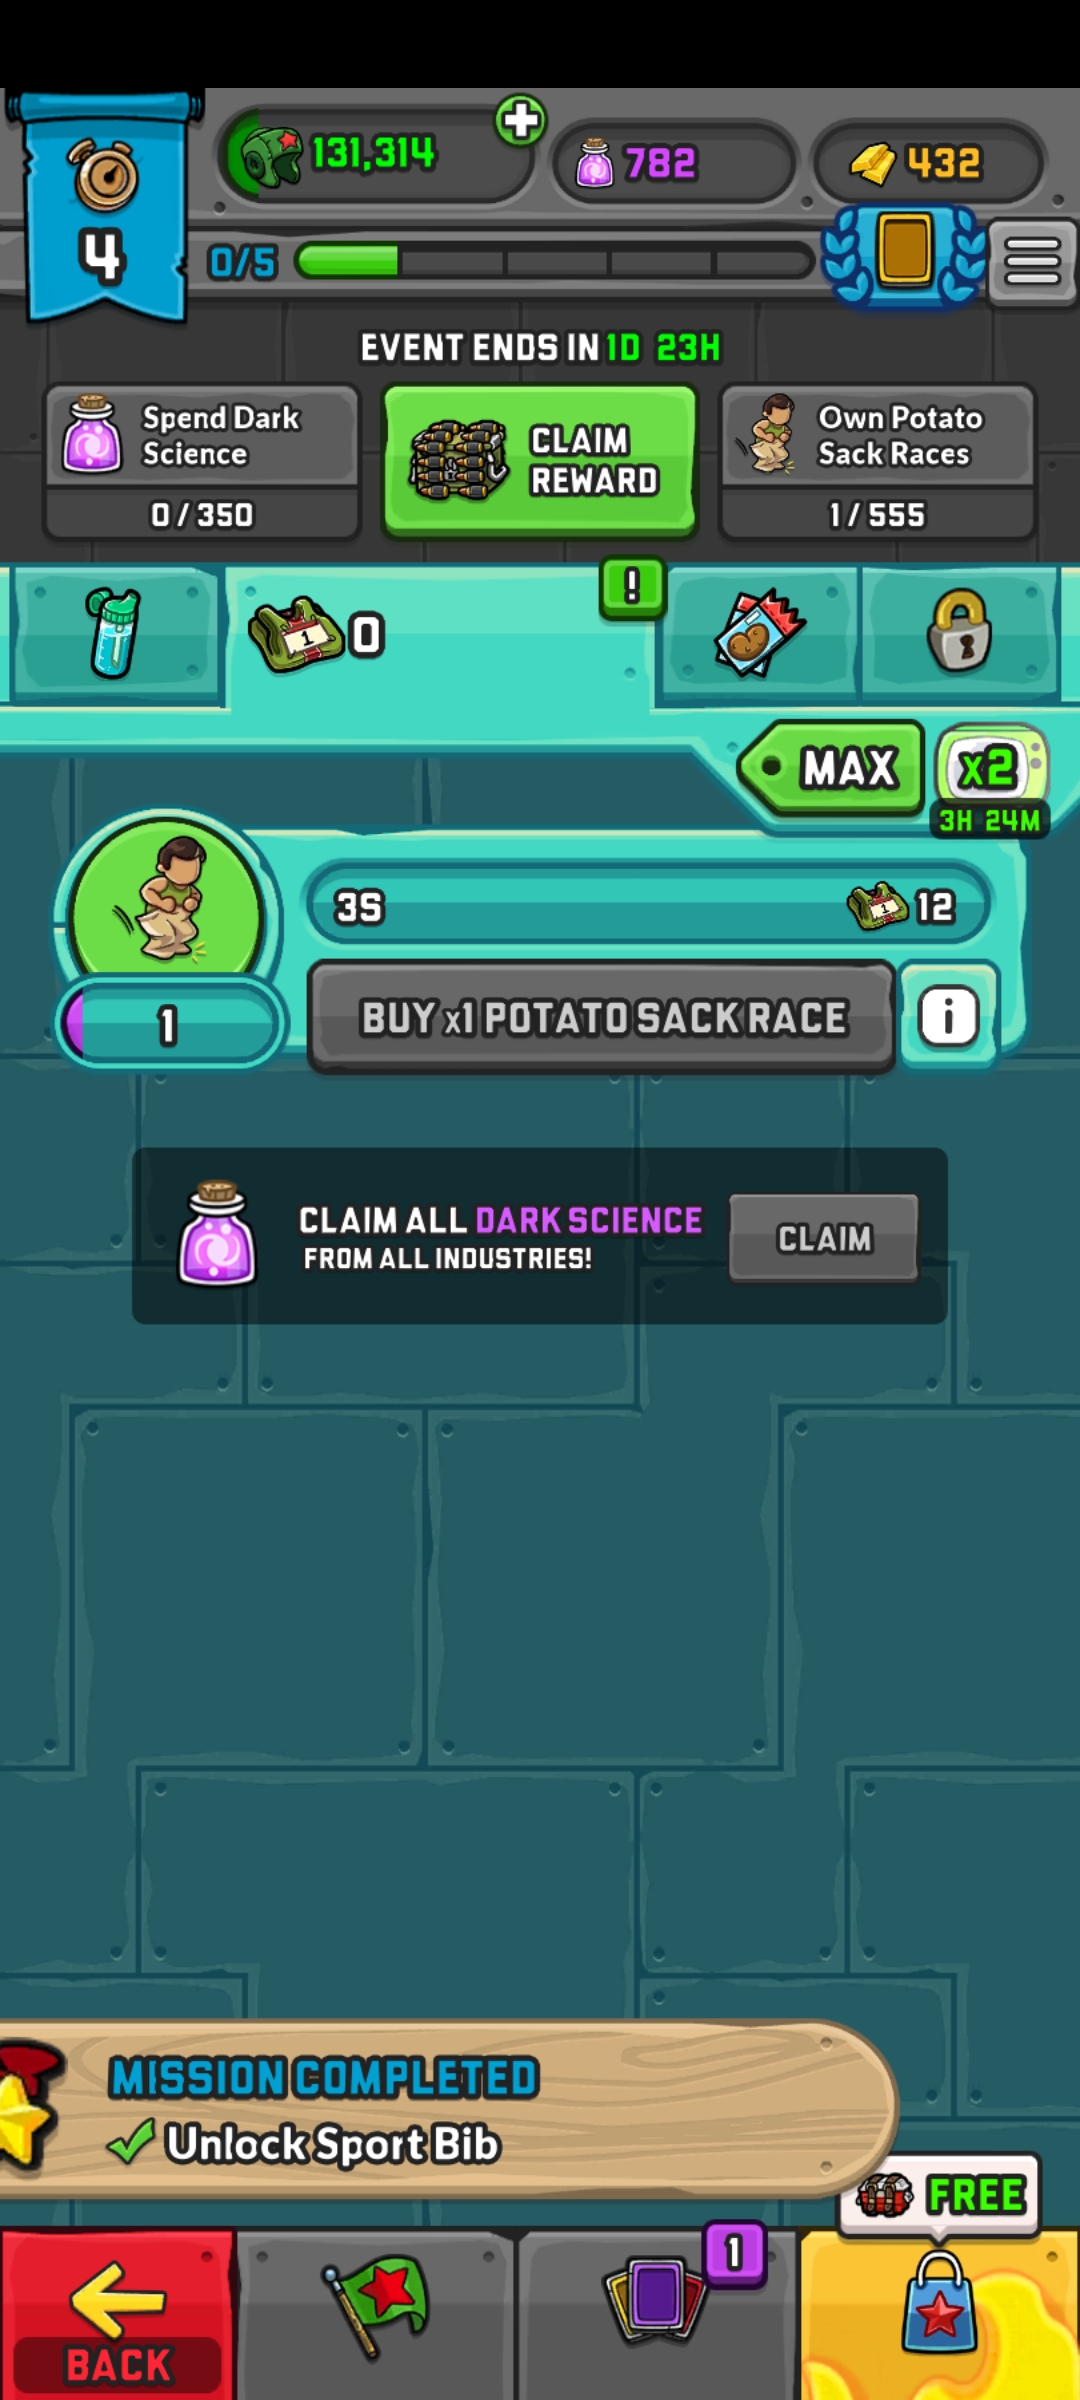 131,314
782
432
4
0/5
EVENT ENDS IN 1D 23H
Spend Dark
Science
0 / 350
CLAIM
REWARD
Own Potato
Sack Races
1 / 555
!
1
0
MAX
x2
3H 24M
3S
1
12
1
BUY x1 POTATO SACK RACE
i
CLAIM ALL DARK SCIENCE
FROM ALL INDUSTRIES!
CLAIM
MISSION COMPLETED
Unlock Sport Bib
FREE
1
BACK